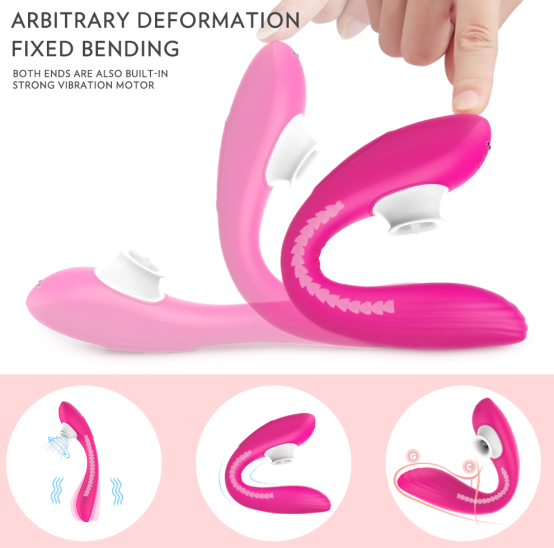 ARBITRARY DEFORMATION
FIXED BENDING
BOTH ENDS ARE ALSO BUILT-IN
STRONG VIBRATION MOTOR
G
C